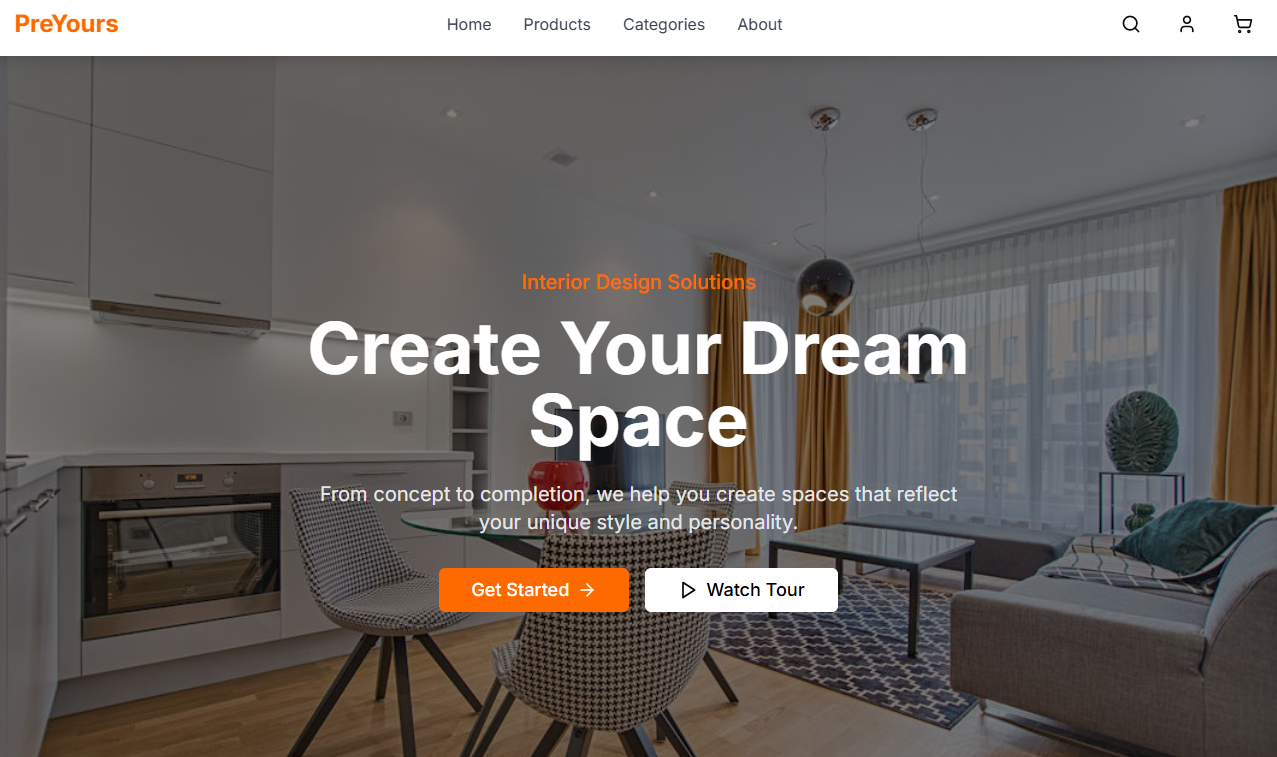 PreYours
Home Products Categories About
Interior Design Solutions
Create Your Dream
Space
From concept to completion, we help you create spaces that reflect
your unique style and personality.
Get Started
Watch Tour